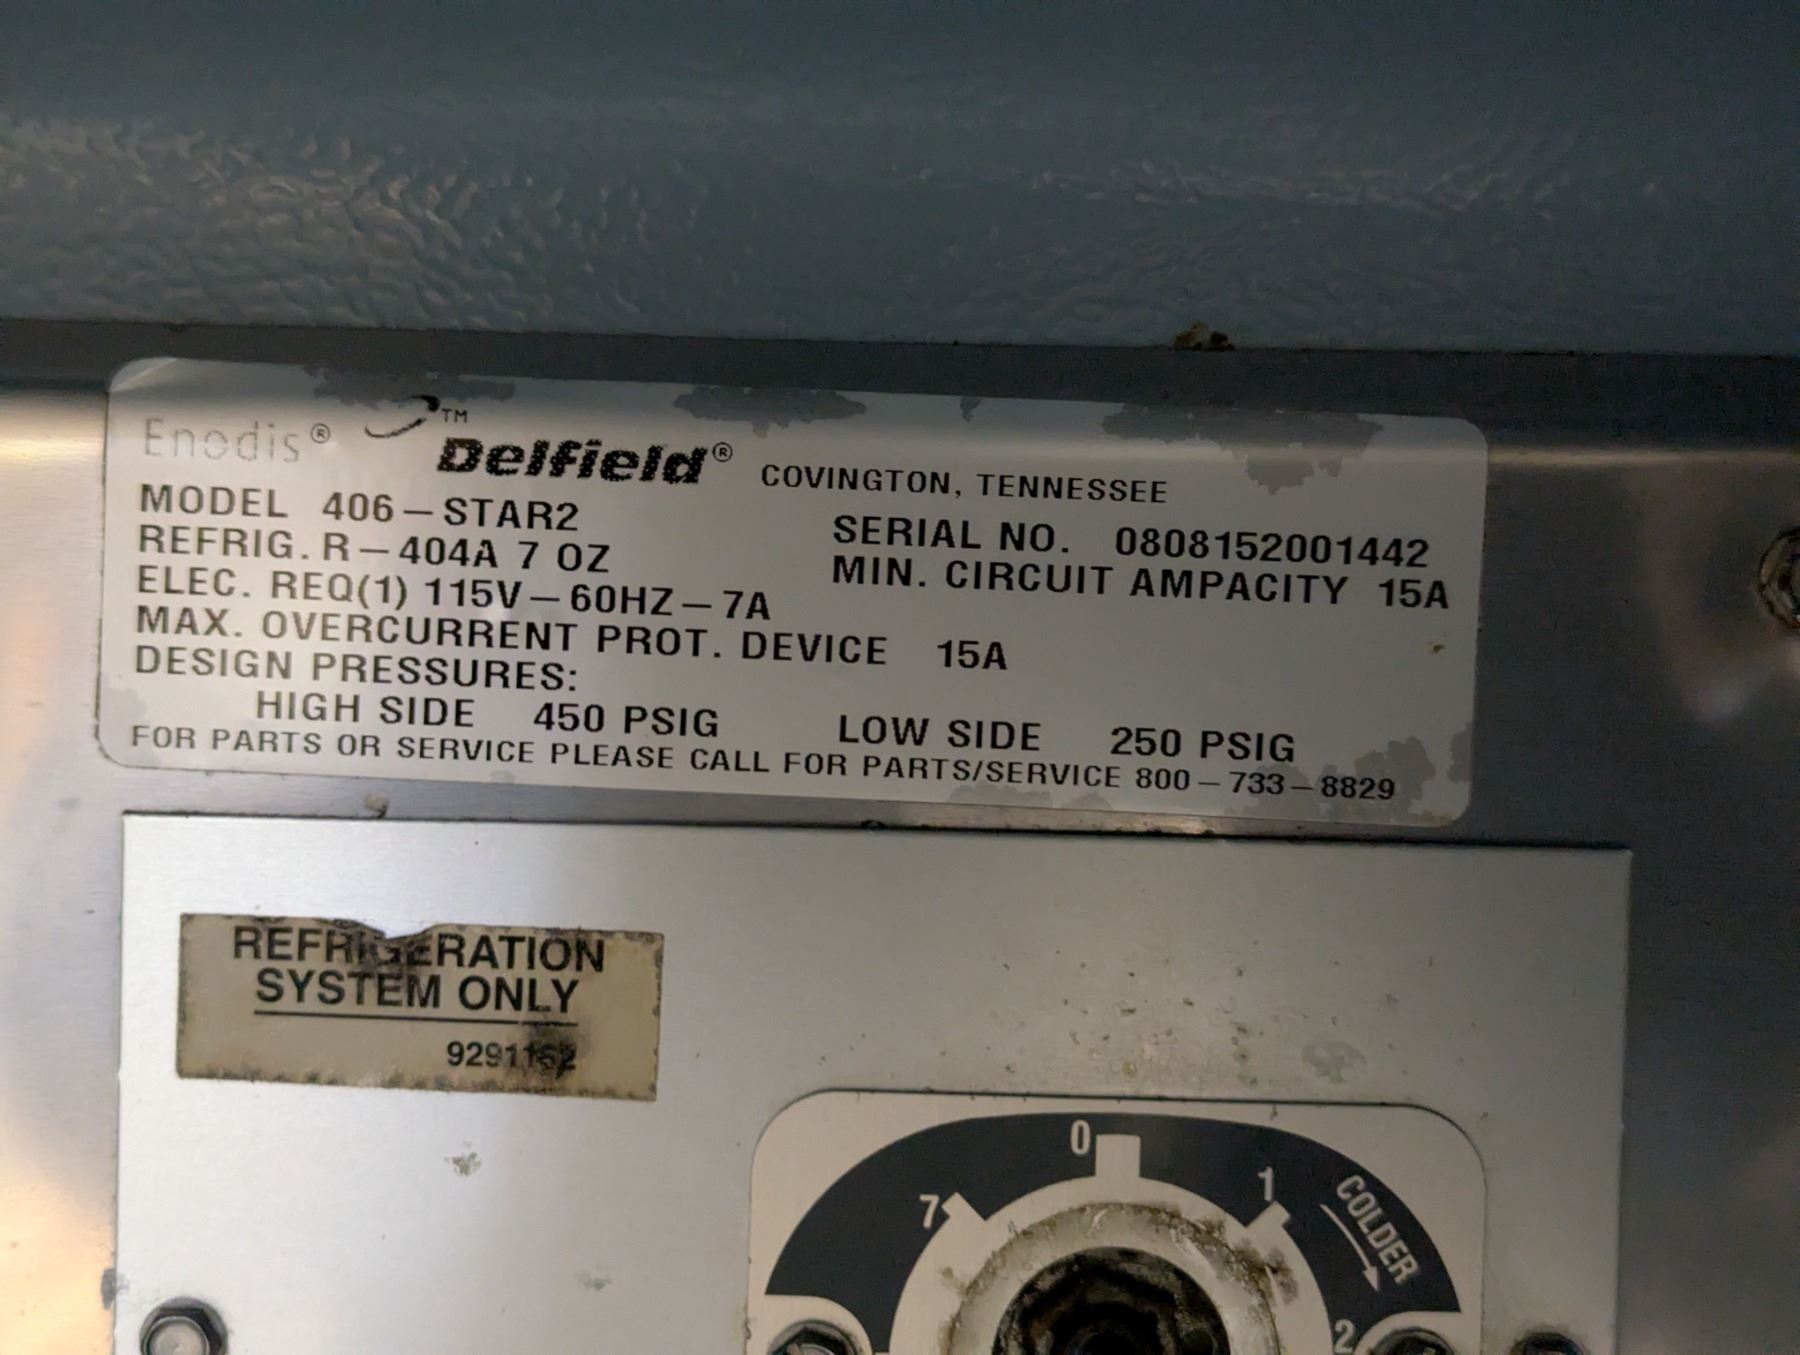 Enodis® ™
Delfield® COVINGTON, TENNESSEE
MODEL 406-STAR2
SERIAL NO. 0808152001442
REFRIG. R-404A 7 OZ
MIN. CIRCUIT AMPACITY 15A
ELEC. REQ(1) 115V-60HZ-7A
MAX. OVERCURRENT PROT. DEVICE 15A
DESIGN PRESSURES:
HIGH SIDE 450 PSIG LOW SIDE 250 PSIG
FOR PARTS OR SERVICE PLEASE CALL FOR PARTS/SERVICE 800-733-8829
REFRIGERATION
SYSTEM ONLY
9291162
0
7
1
COLDER
2